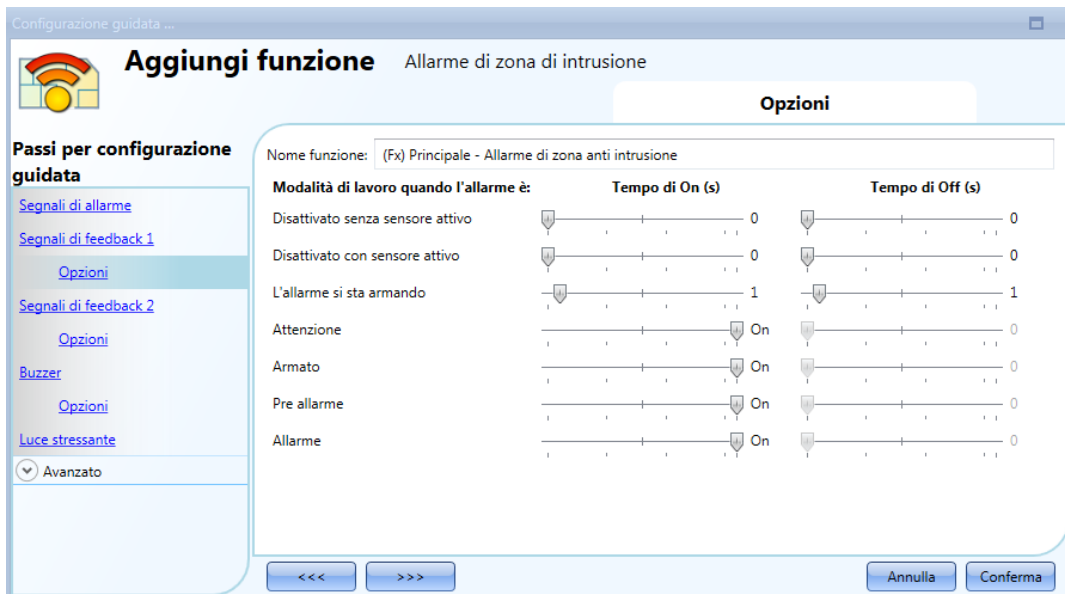 Configurazione guidata ...
Aggiungi funzione Allarme di zona di intrusione
Opzioni
Passi per configurazione guidata
Segnali di allarme
Segnali di feedback 1
Opzioni
Segnali di feedback 2
Opzioni
Buzzer
Opzioni
Luce stressante
Avanzato
Nome funzione: (Fx) Principale - Allarme di zona anti intrusione
Modalità di lavoro quando l'allarme è: Tempo di On (s) Tempo di Off (s)
Disattivato senza sensore attivo 0 0
Disattivato con sensore attivo 0 0
L'allarme si sta armando 1 1
Attenzione On 0
Armato On 0
Pre allarme On 0
Allarme On 0
<<< >>> Annulla Conferma